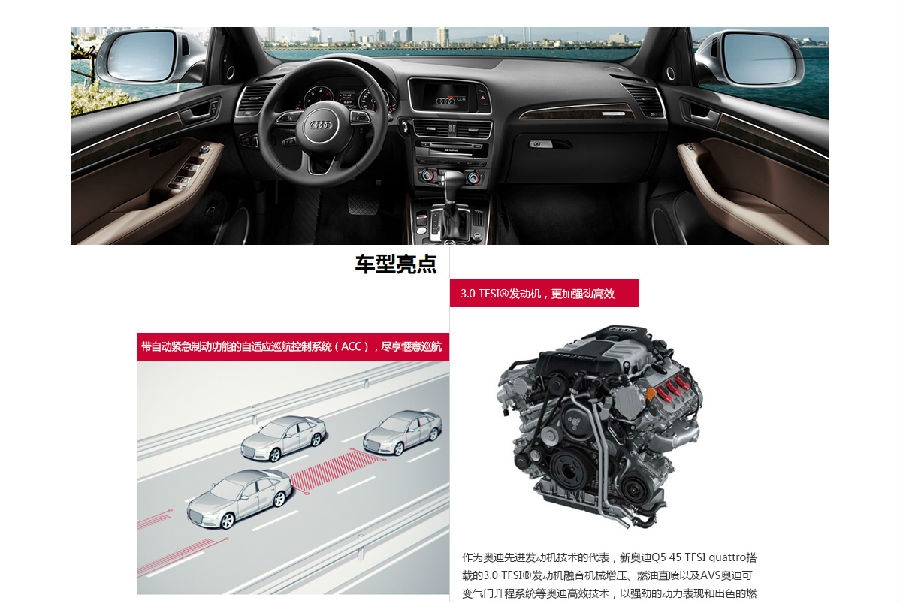 车型亮点
3.0 TFSI®发动机，更加强劲高效
带自动紧急制动功能的自适应巡航控制系统（ACC），尽享惬意巡航
作为奥迪先进发动机技术的代表，新奥迪Q5 45 TFSI quattro搭
载的3.0 TFSI®发动机融合机械增压、燃油直喷以及AVS奥迪可
变气门升程系统等奥迪高效技术，以强劲的动力表现和出色的燃